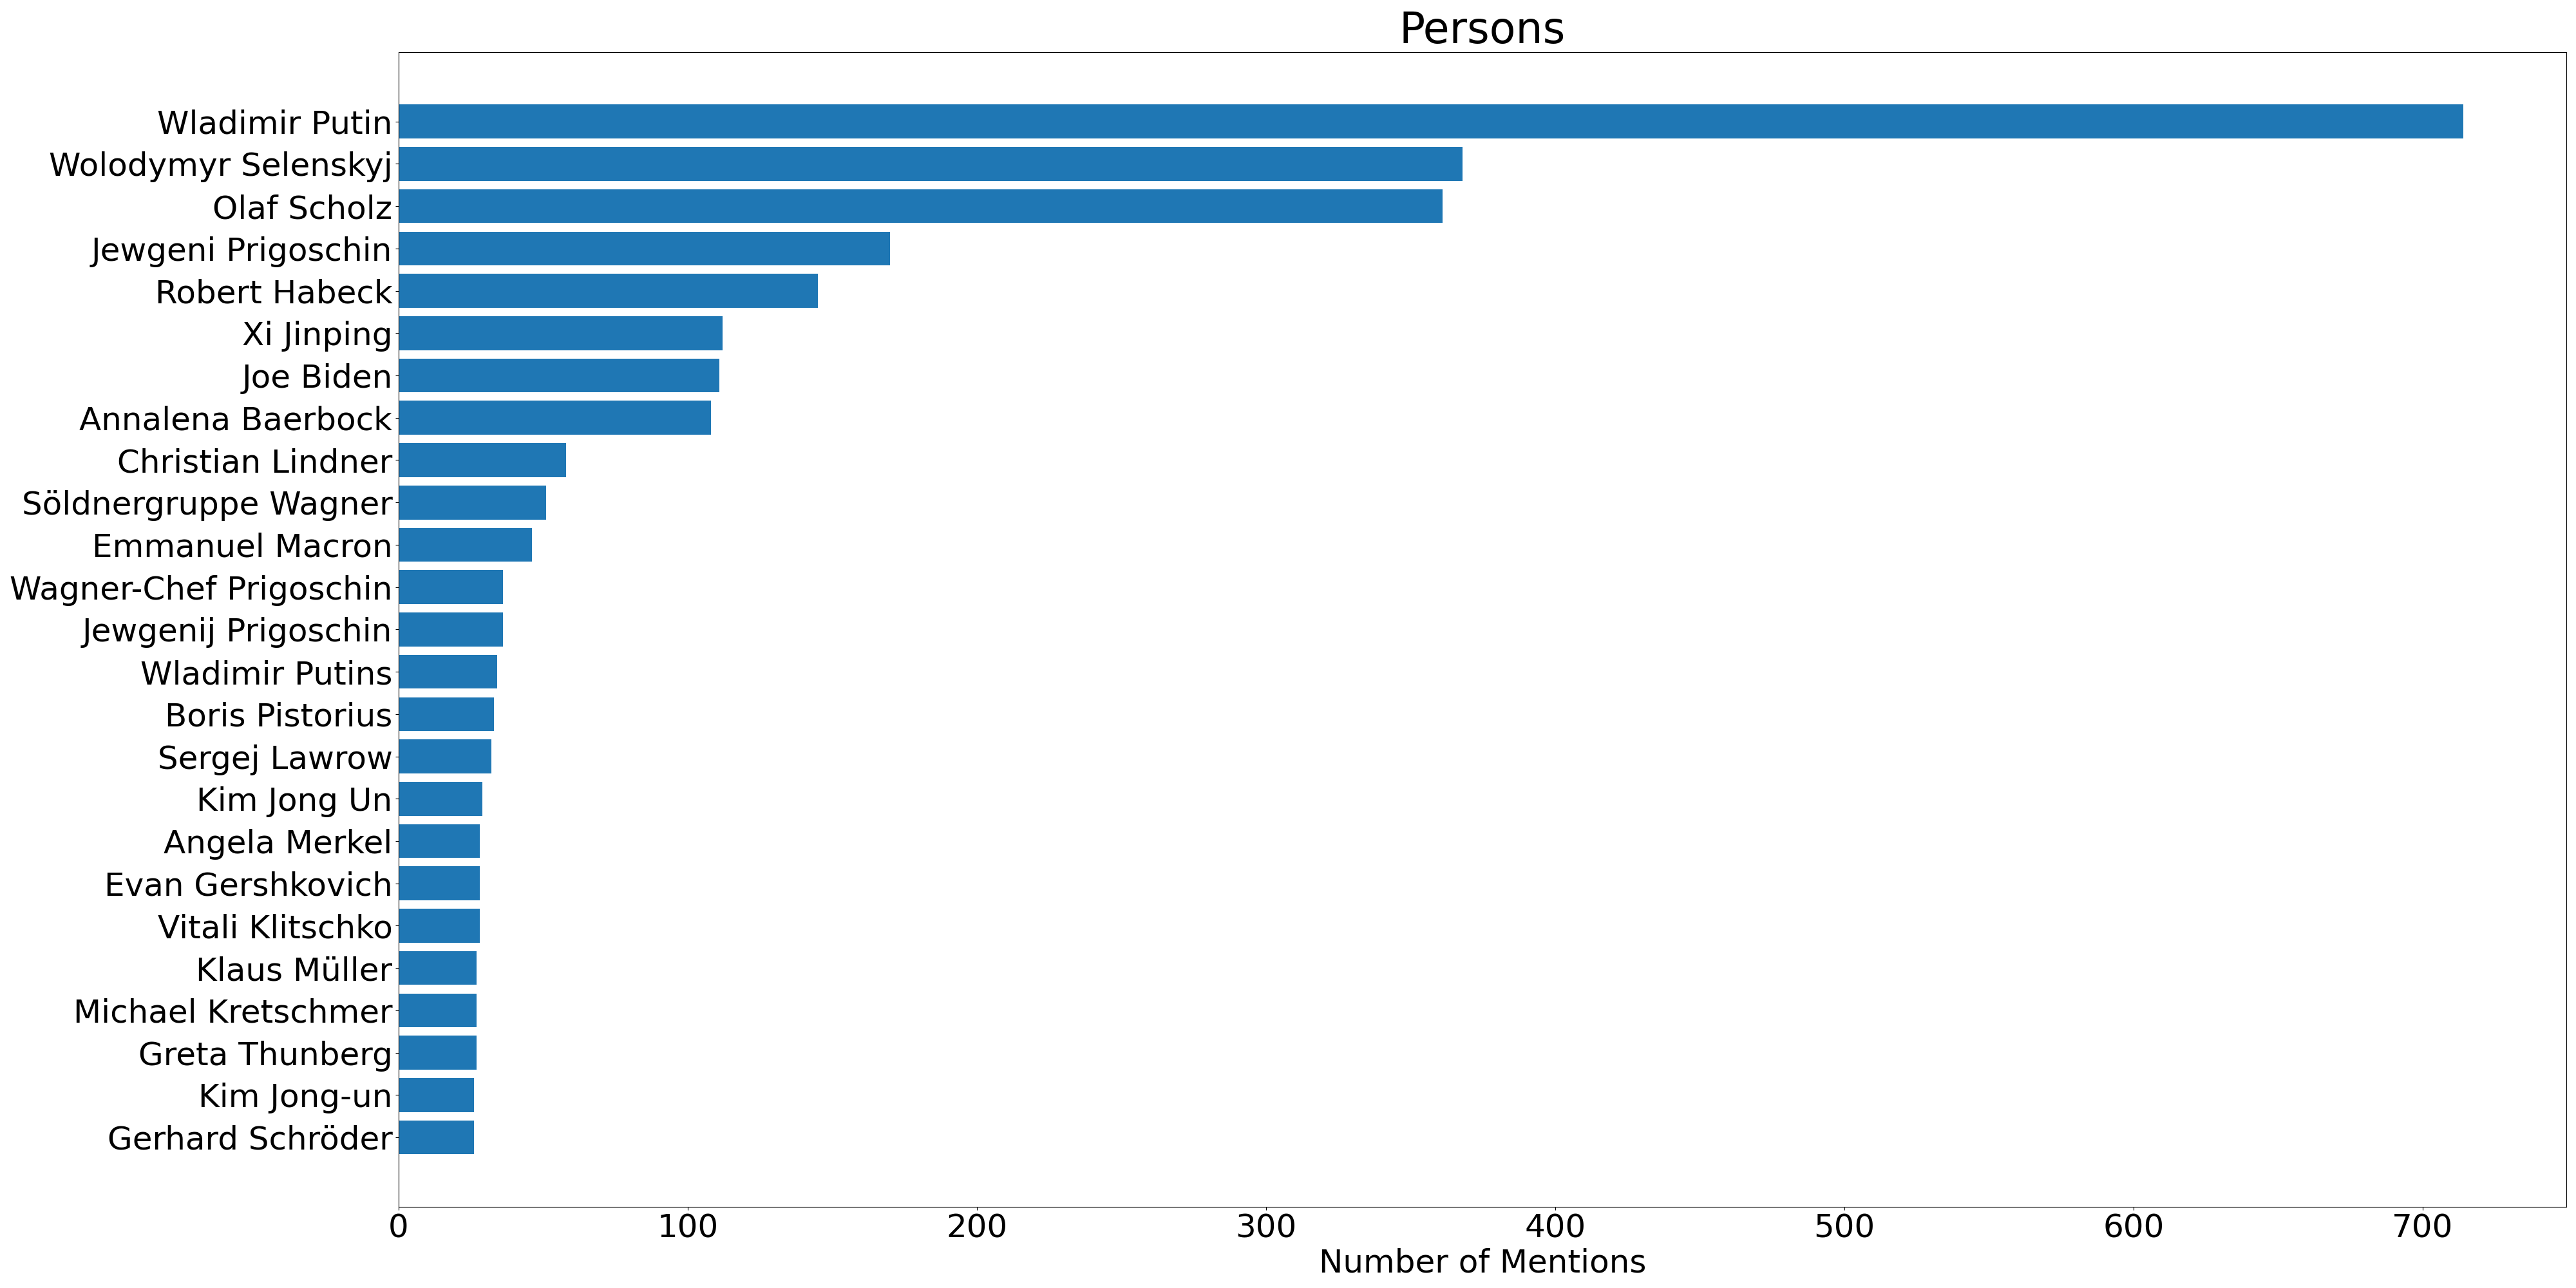 Persons
Wladimir Putin
Wolodymyr Selenskyj
Olaf Scholz
Jewgeni Prigoschin
Robert Habeck
Xi Jinping
Joe Biden
Annalena Baerbock
Christian Lindner
Söldnergruppe Wagner
Emmanuel Macron
Wagner-Chef Prigoschin
Jewgenij Prigoschin
Wladimir Putins
Boris Pistorius
Sergej Lawrow
Kim Jong Un
Angela Merkel
Evan Gershkovich
Vitali Klitschko
Klaus Müller
Michael Kretschmer
Greta Thunberg
Kim Jong-un
Gerhard Schröder
0 100 200 300 400 500 600 700
Number of Mentions